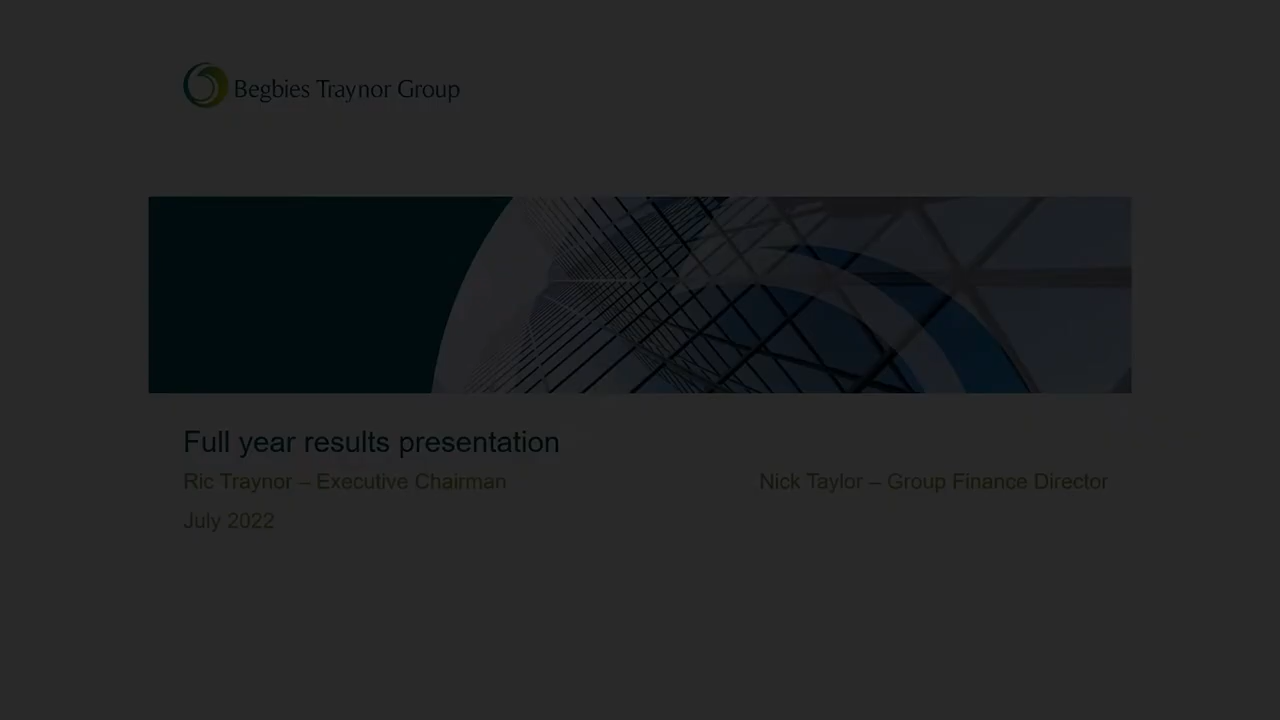 Begbies Traynor Group
Full year results presentation
Ric Traynor – Executive Chairman
Nick Taylor – Group Finance Director
July 2022